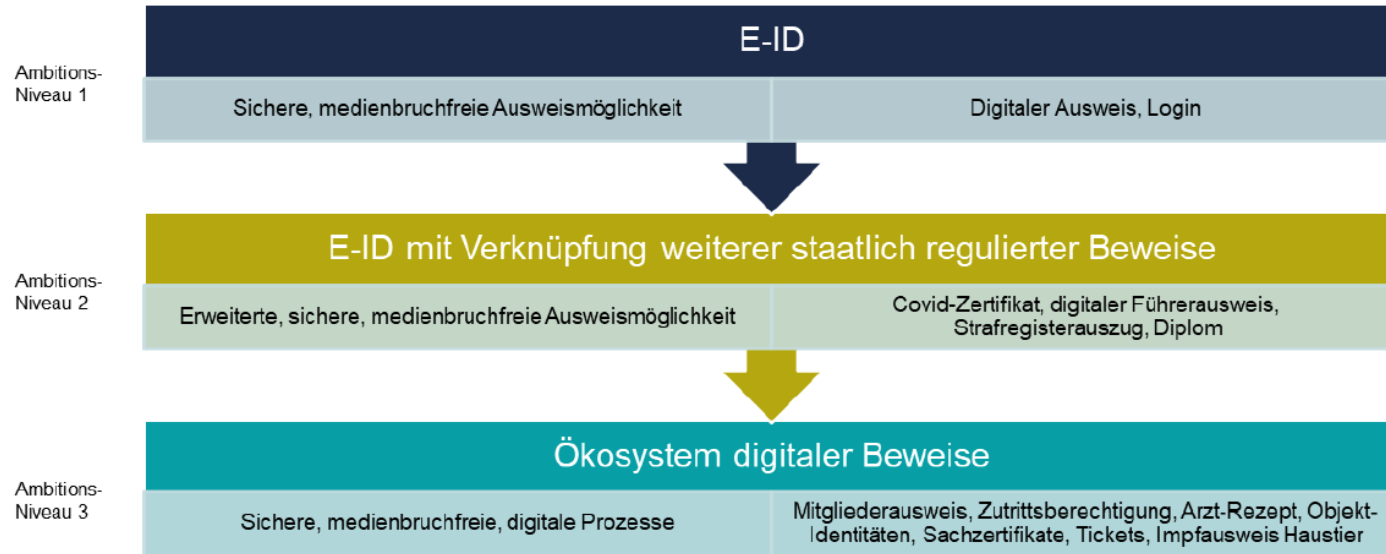 E-ID
Ambitions-
Niveau 1
Sichere, medienbruchfreie Ausweismöglichkeit
Digitaler Ausweis, Login
E-ID mit Verknüpfung weiterer staatlich regulierter Beweise
Ambitions-
Niveau 2
Erweiterte, sichere, medienbruchfreie Ausweismöglichkeit
Covid-Zertifikat, digitaler Führerausweis,
Strafregisterauszug, Diplom
Ökosystem digitaler Beweise
Ambitions-
Niveau 3
Sichere, medienbruchfreie, digitale Prozesse
Mitgliederausweis, Zutrittsberechtigung, Arzt-Rezept, Objekt-
Identitäten, Sachzertifikate, Tickets, Impfausweis Haustier